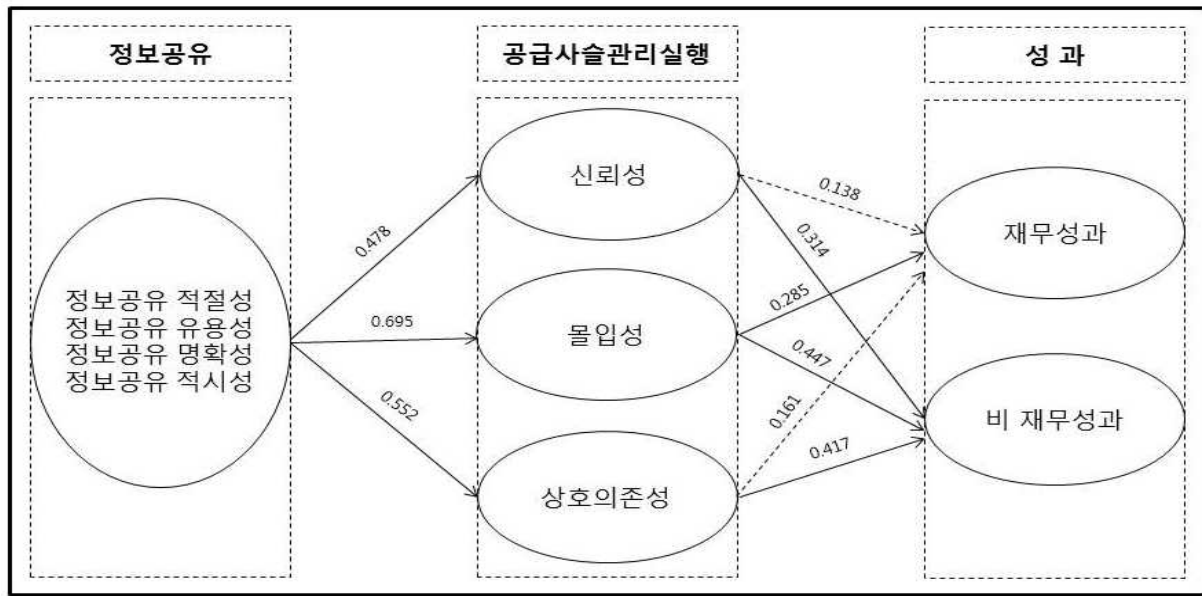 정보공유
공급사슬관리실행
성 과
정보공유 적절성
정보공유 유용성
정보공유 명확성
정보공유 적시성
0.478
0.695
0.552
신뢰성
몰입성
상호의존성
0.138
0.314
0.285
0.447
0.161
0.417
재무성과
비 재무성과